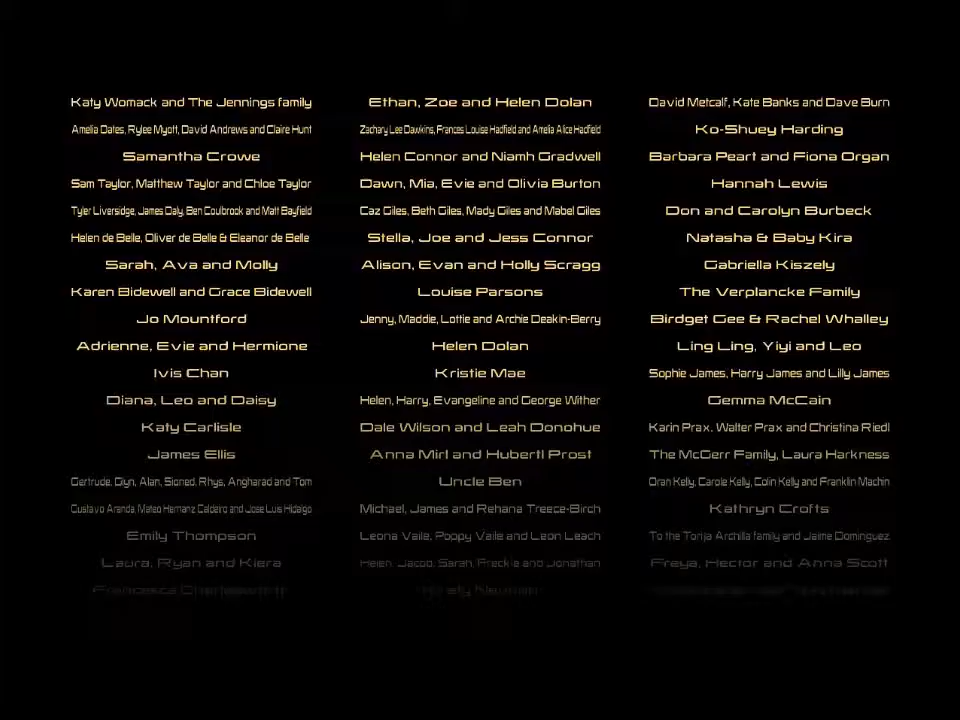 Katy Womack and The Jennings family
Amelia Oates, Rylee Myott, David Andrews and Claire Hunt
Samantha Crowe
Sam Taylor, Matthew Taylor and Chloe Taylor
Tyler Liversidge, James Daly, Ben Coulbrook and Matt Bayfield
Helen de Belle, Oliver de Belle & Eleanor de Belle
Sarah, Ava and Molly
Karen Bidewell and Grace Bidewell
Jo Mountford
Adrienne, Evie and Hermione
Ivis Chan
Diana, Leo and Daisy
Katy Carlisle
James Ellis
Gertrude, Glyn, Alan, Sioned, Rhys, Angharad and Tom
Gustavo Aranda, Mateo Hernanz Caldeiro and Jose Luis Hidalgo
Emily Thompson
Laura, Ryan and Kiera
Francesca
Ethan, Zoe and Helen Dolan
Zachary Lee Dawkins, Frances Louise Hadfield and Amelia Alice Hadfield
Helen Connor and Niamh Gradwell
Dawn, Mia, Evie and Olivia Burton
Caz Giles, Beth Giles, Mady Giles and Mabel Giles
Stella, Joe and Jess Connor
Alison, Evan and Holly Scragg
Louise Parsons
Jenny, Maddie, Lottie and Archie Deakin-Berry
Helen Dolan
Kristie Mae
Helen, Harry, Evangeline and George Wither
Dale Wilson and Leah Donohue
Anna Mirl and Hubertl Prost
Uncle Ben
Michael, James and Rehana Treece-Birch
Leona Vaile, Poppy Vaile and Leon Leach
Helen, Jacob, Sarah, Freckle and Jonathan
David Metcalf, Kate Banks and Dave Burn
Ko-Shuey Harding
Barbara Peart and Fiona Organ
Hannah Lewis
Don and Carolyn Burbeck
Natasha & Baby Kira
Gabriella Kiszely
The Verplancke Family
Birdget Gee & Rachel Whalley
Ling Ling, Yiyi and Leo
Sophie James, Harry James and Lilly James
Gemma McCain
Karin Prax, Walter Prax and Christina Riedl
The McGerr Family, Laura Harkness
Oran Kelly, Carole Kelly, Colin Kelly and Franklin Machin
Kathryn Crofts
To the Torija Archilla family and Jaime Dominguez
Freya, Hector and Anna Scott